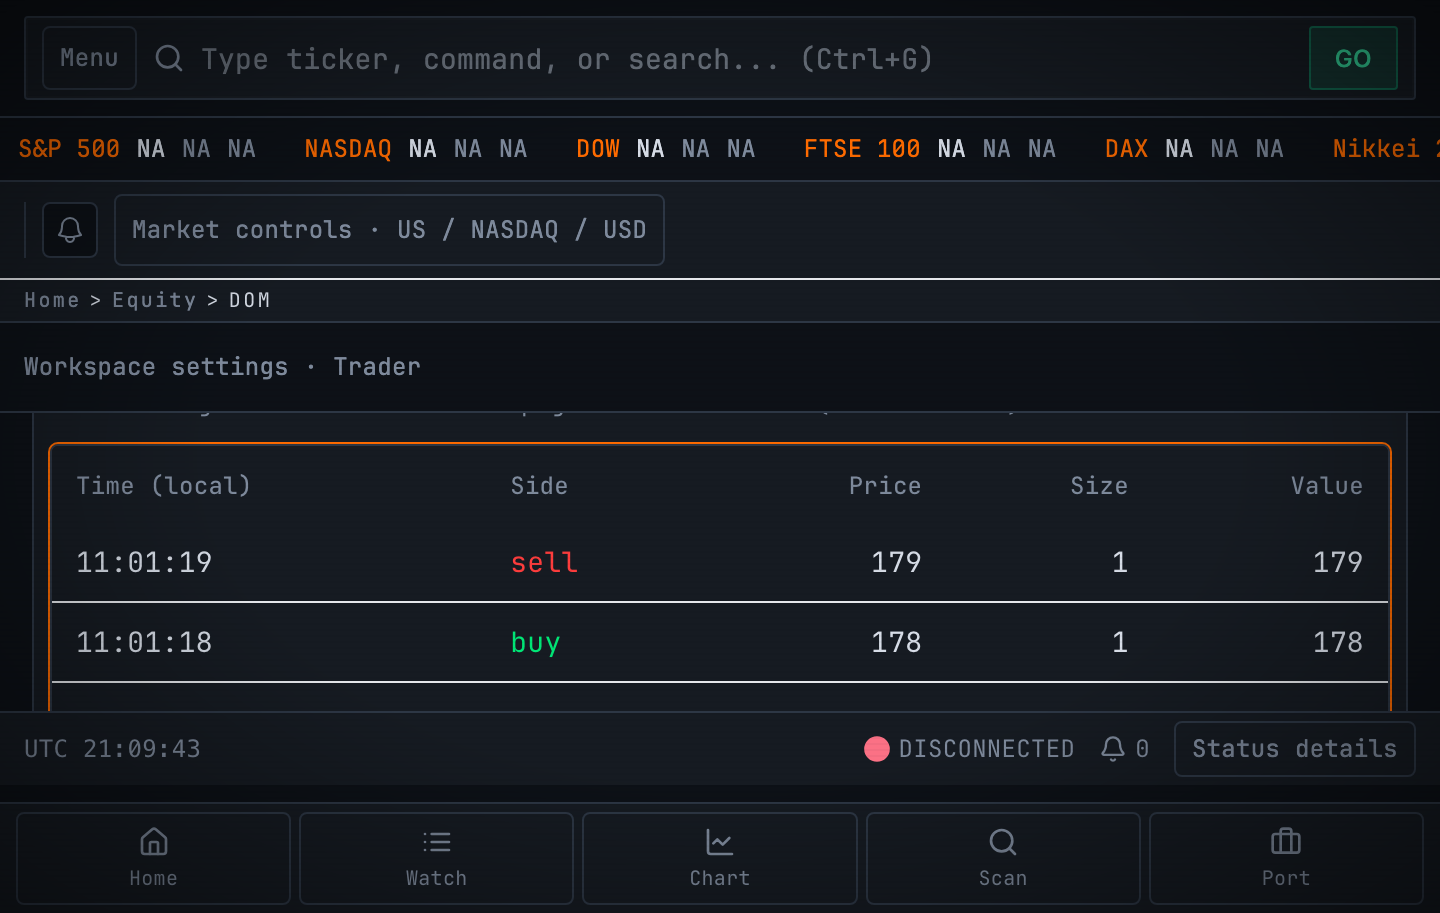 Menu Type ticker, command, or search... (Ctrl+G) GO
S&P 500 NA NA NA NASDAQ NA NA NA DOW NA NA NA FTSE 100 NA NA NA DAX NA NA NA Nikkei
Market controls · US / NASDAQ / USD
Home > Equity > DOM
Workspace settings · Trader
Time (local) Side Price Size Value
11:01:19 sell 179 1 179
11:01:18 buy 178 1 178
UTC 21:09:43 DISCONNECTED 0 Status details
Home Watch Chart Scan Port